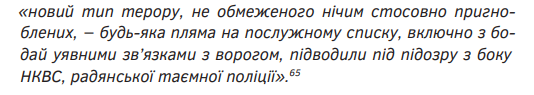 «новий тип терору, не обмеженого нічим стосовно пригно-
блених, – будь-яка пляма на послужному списку, включно з бо-
дай уявними зв’язками з ворогом, підводили під підозру з боку
НКВС, радянської таємної поліції».⁶⁵